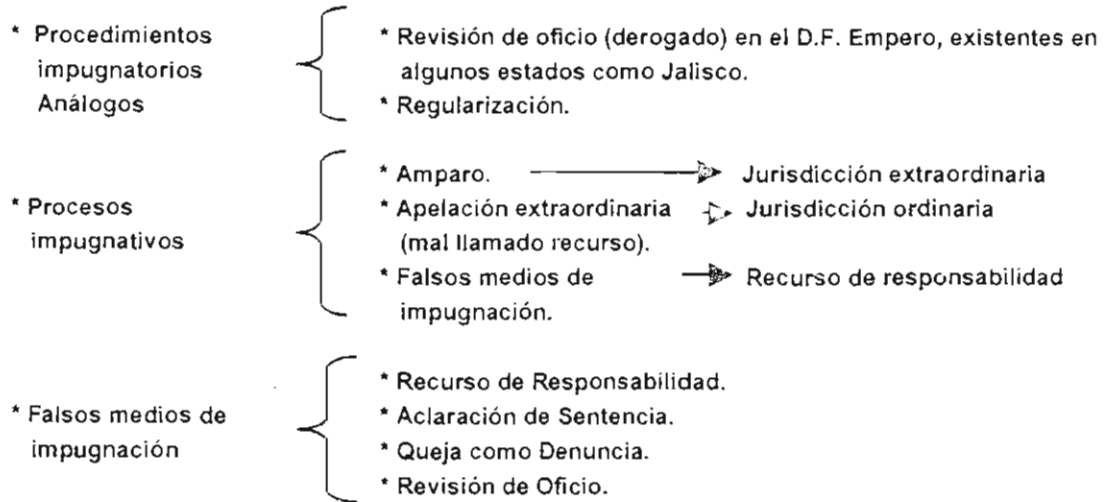 * Procedimientos
impugnatorios
Análogos
* Revisión de oficio (derogado) en el D.F. Empero, existentes en
algunos estados como Jalisco.
* Regularización.
* Procesos
impugnativos
* Amparo. Jurisdicción extraordinaria
* Apelación extraordinaria Jurisdicción ordinaria
(mal llamado recurso).
* Falsos medios de Recurso de responsabilidad
impugnación.
* Falsos medios de
impugnación
* Recurso de Responsabilidad.
* Aclaración de Sentencia.
* Queja como Denuncia.
* Revisión de Oficio.